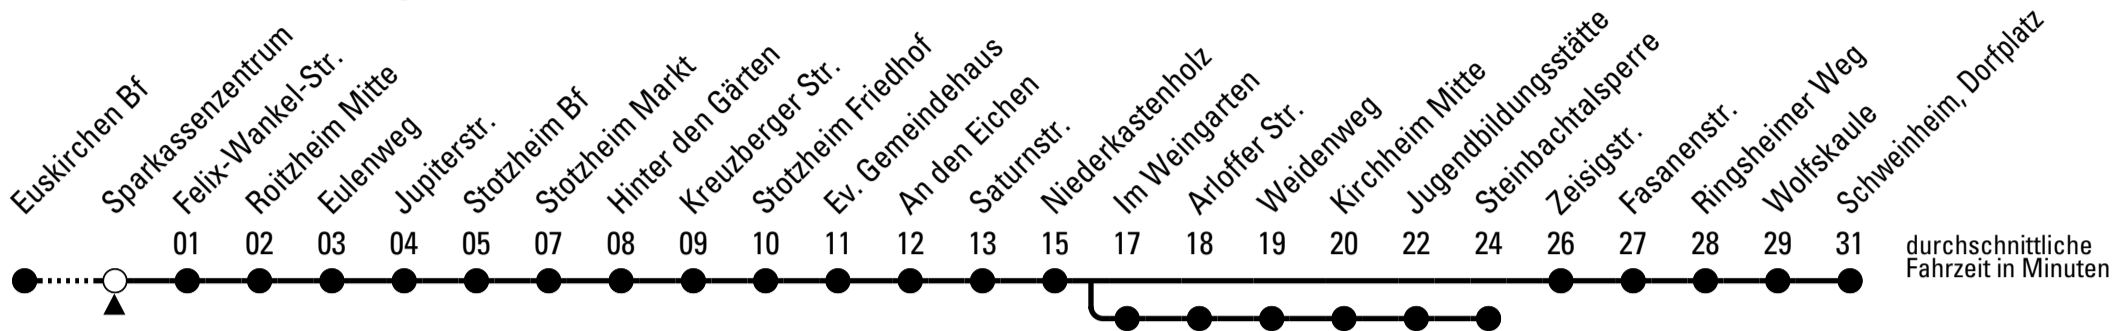 Euskirchen Bf
Sparkassenzentrum
Felix-Wankel-Str.
Roitzheim Mitte
Eulenweg
Jupiterstr.
Stotzheim Bf
Stotzheim Markt
Hinter den Gärten
Kreuzberger Str.
Stotzheim Friedhof
Ev. Gemeindehaus
An den Eichen
Saturnstr.
Niederkastenholz
Im Weingarten
Arloffer Str.
Weidenweg
Kirchheim Mitte
Jugendbildungsstätte
Steinbachtalsperre
Zeisigstr.
Fasanenstr.
Ringsheimer Weg
Wolfskaule
Schweinheim, Dorfplatz
01 02 03 04 05 07 08 09 10 11 12 13 15 17 18 19 20 22 24 26 27 28 29 31
durchschnittliche
Fahrzeit in Minuten